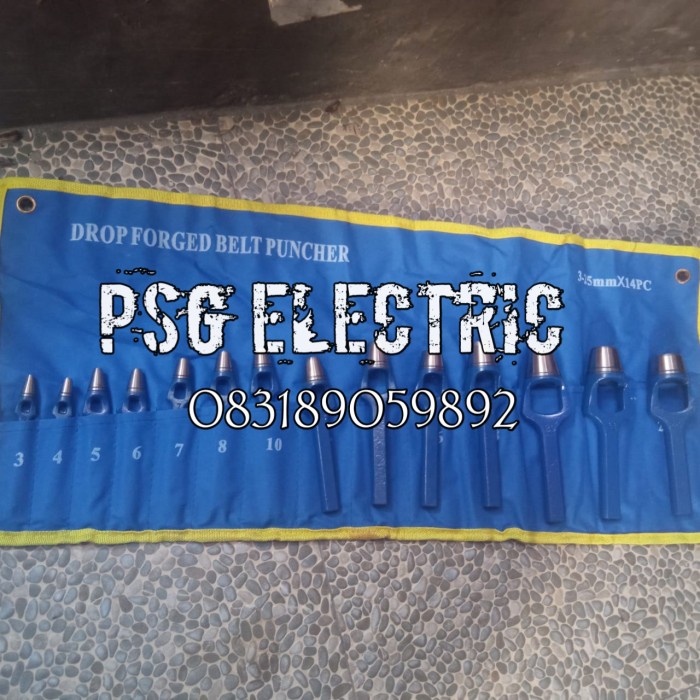 DROP FORGED BELT PUNCHER
3-25mmX14PC
PSG ELECTRIC
083189059892
3 4 5 6 7 8 10